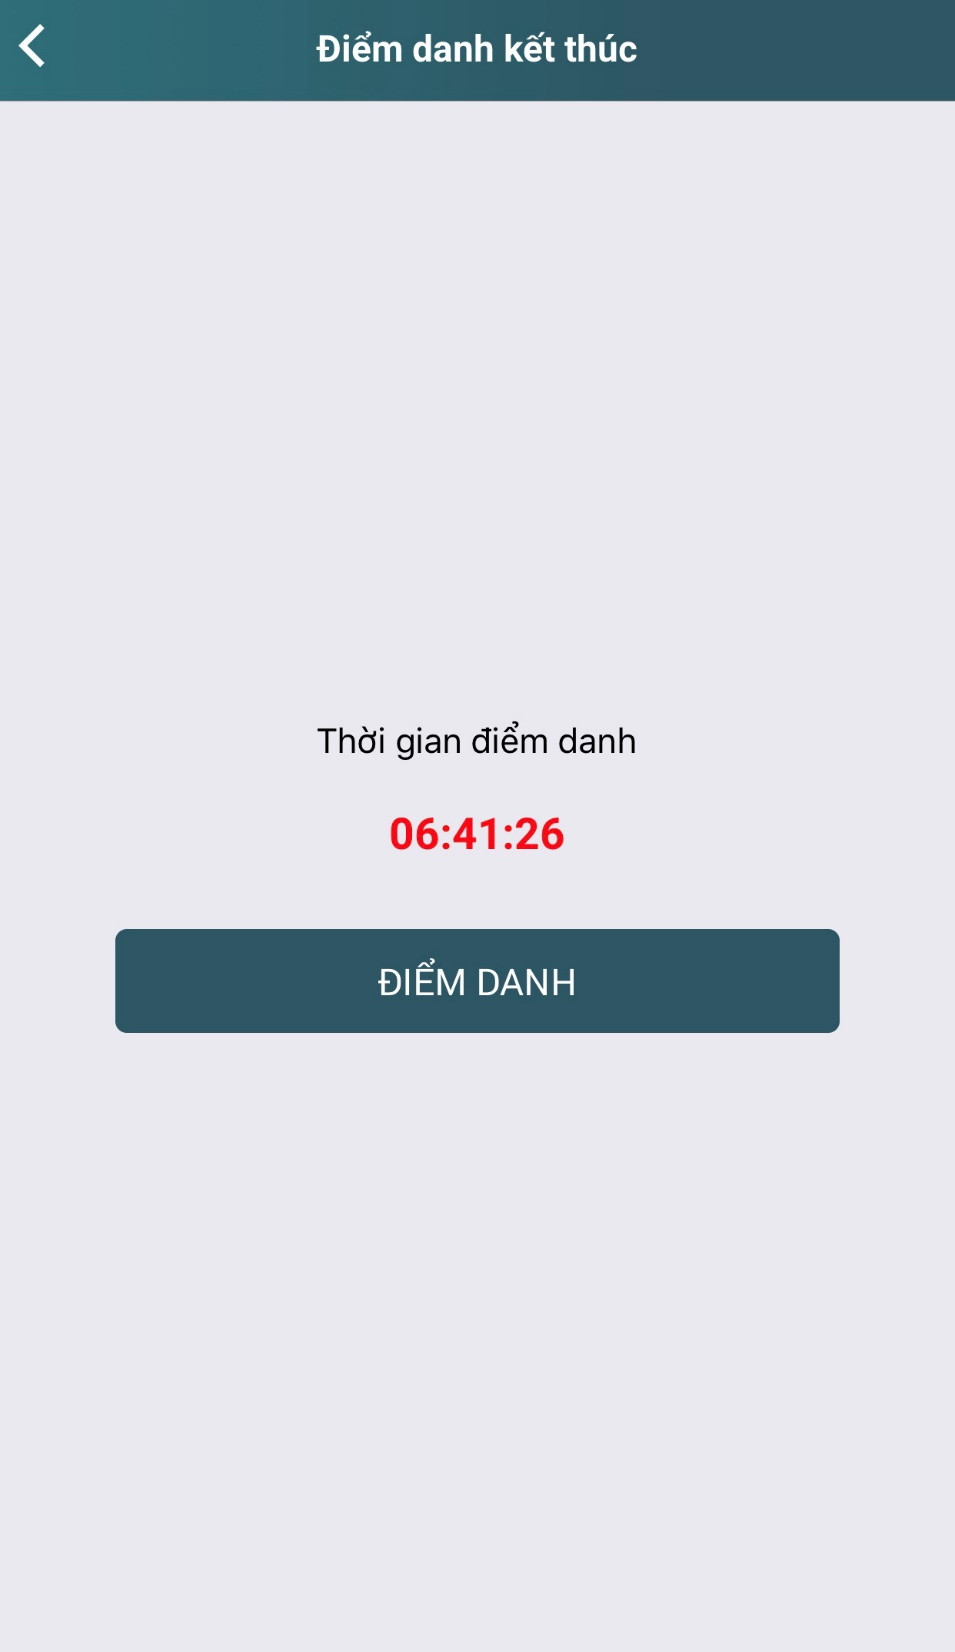 Điểm danh kết thúc
Thời gian điểm danh
06:41:26
ĐIỂM DANH